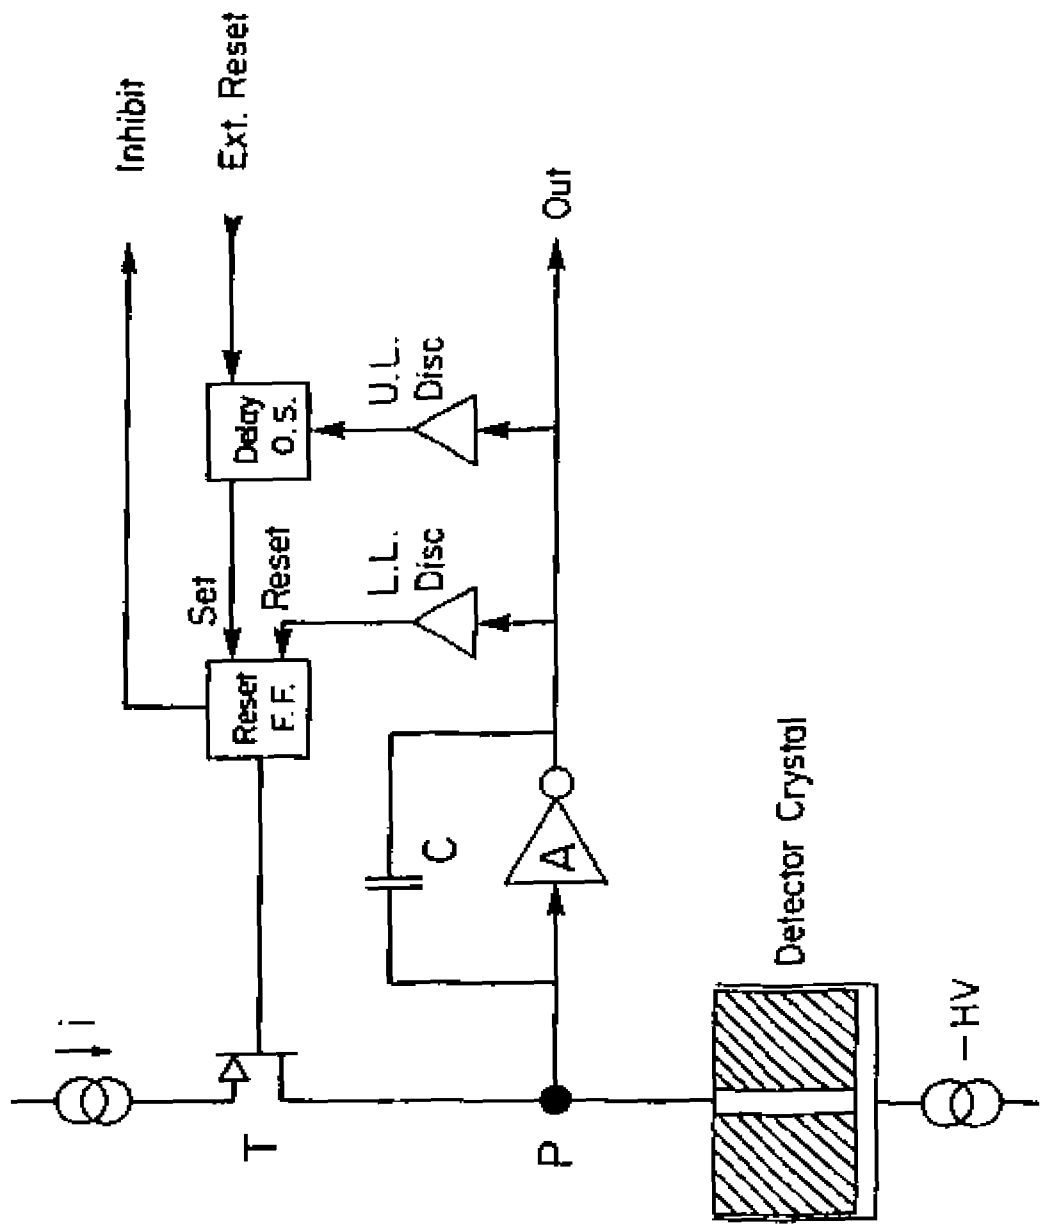 Inhibit
Ext. Reset
Delay
O.S.
Set
Reset
Reset
F.F.
U.L.
Disc
L.L.
Disc
Out
C
A
i
T
P
Detector Crystal
-HV